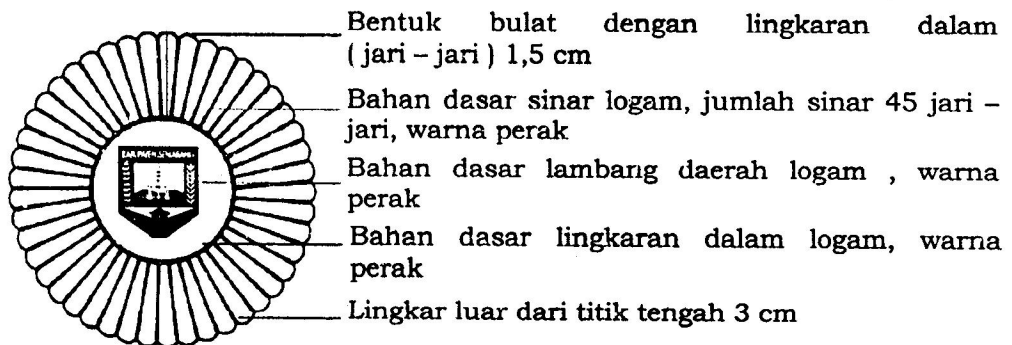 Bentuk bulat dengan lingkaran dalam
( jari – jari ) 1,5 cm
Bahan dasar sinar logam, jumlah sinar 45 jari –
jari, warna perak
Bahan dasar lambang daerah logam , warna
perak
Bahan dasar lingkaran dalam logam, warna
perak
Lingkar luar dari titik tengah 3 cm